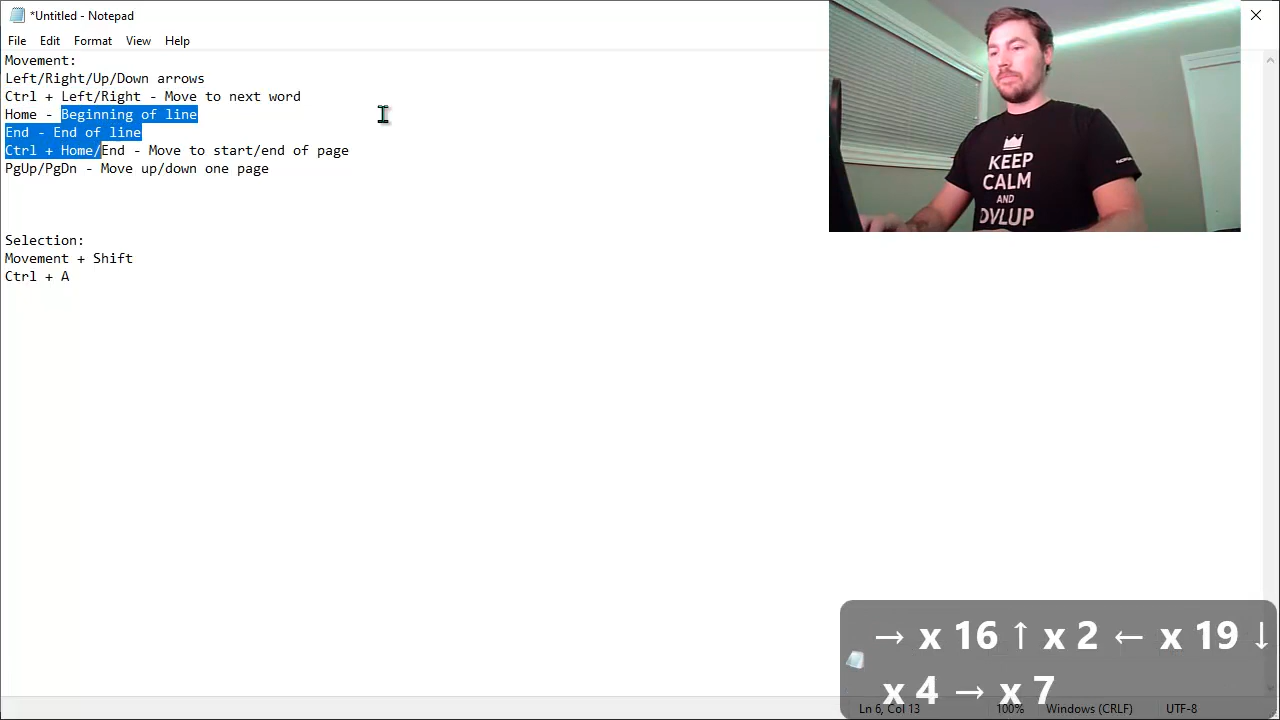 *Untitled - Notepad
File Edit Format View Help
Movement:
Left/Right/Up/Down arrows
Ctrl + Left/Right - Move to next word
Home - Beginning of line
End - End of line
Ctrl + Home/End - Move to start/end of page
PgUp/PgDn - Move up/down one page
Selection:
Movement + Shift
Ctrl + A
KEEP
CALM
AND
DVLUP
NOKIA
→ x 16 ↑ x 2 ← x 19 ↓
x 4 → x 7
Ln 6, Col 13 100% Windows (CRLF) UTF-8